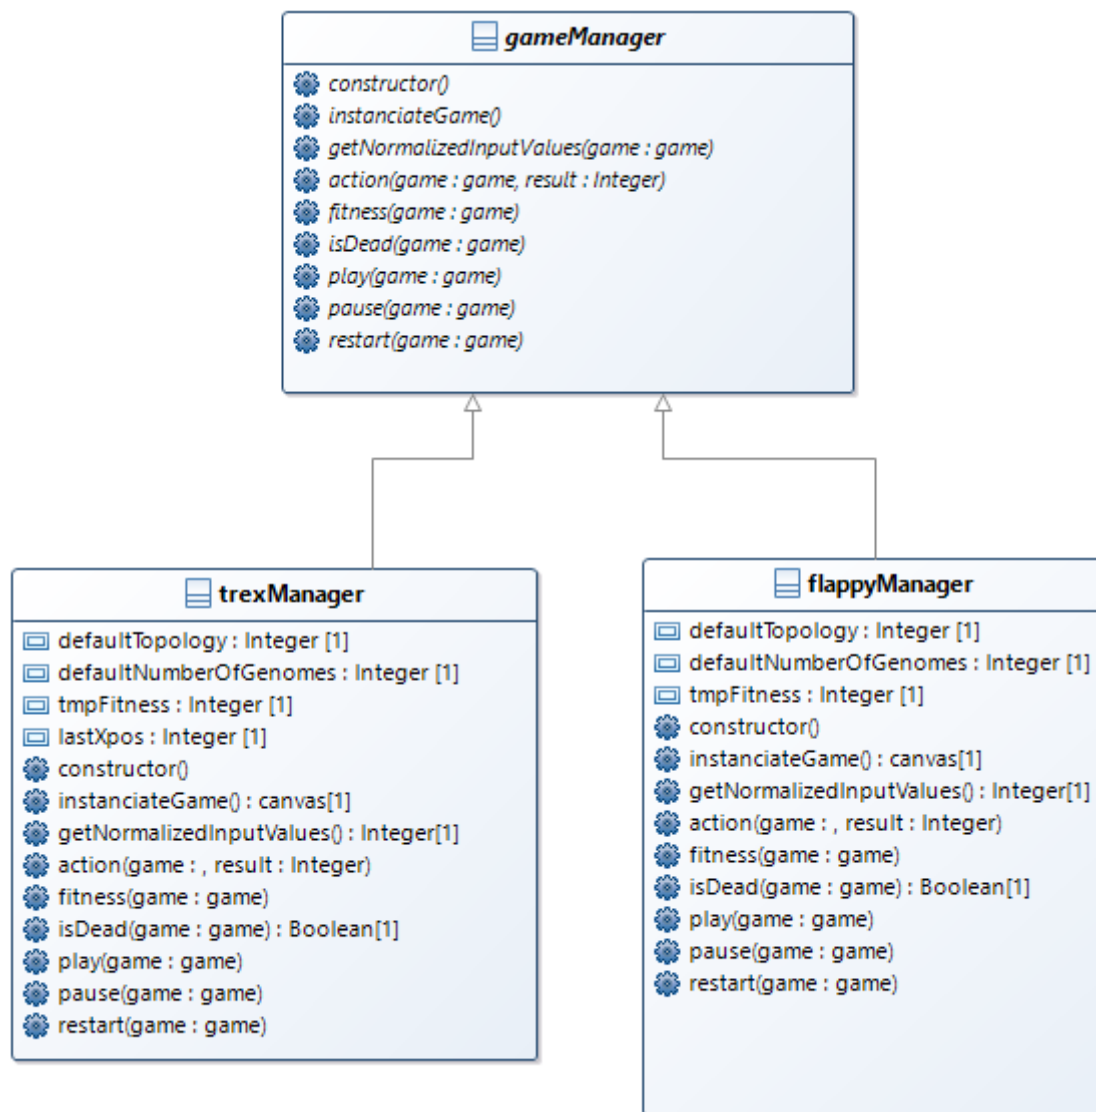 gameManager
constructor()
instanciateGame()
getNormalizedInputValues(game : game)
action(game : game, result : Integer)
fitness(game : game)
isDead(game : game)
play(game : game)
pause(game : game)
restart(game : game)
trexManager
defaultTopology : Integer [1]
defaultNumberOfGenomes : Integer [1]
tmpFitness : Integer [1]
lastXpos : Integer [1]
constructor()
instanciateGame() : canvas[1]
getNormalizedInputValues() : Integer[1]
action(game : , result : Integer)
fitness(game : game)
isDead(game : game) : Boolean[1]
play(game : game)
pause(game : game)
restart(game : game)
flappyManager
defaultTopology : Integer [1]
defaultNumberOfGenomes : Integer [1]
tmpFitness : Integer [1]
constructor()
instanciateGame() : canvas[1]
getNormalizedInputValues() : Integer[1]
action(game : , result : Integer)
fitness(game : game)
isDead(game : game) : Boolean[1]
play(game : game)
pause(game : game)
restart(game : game)